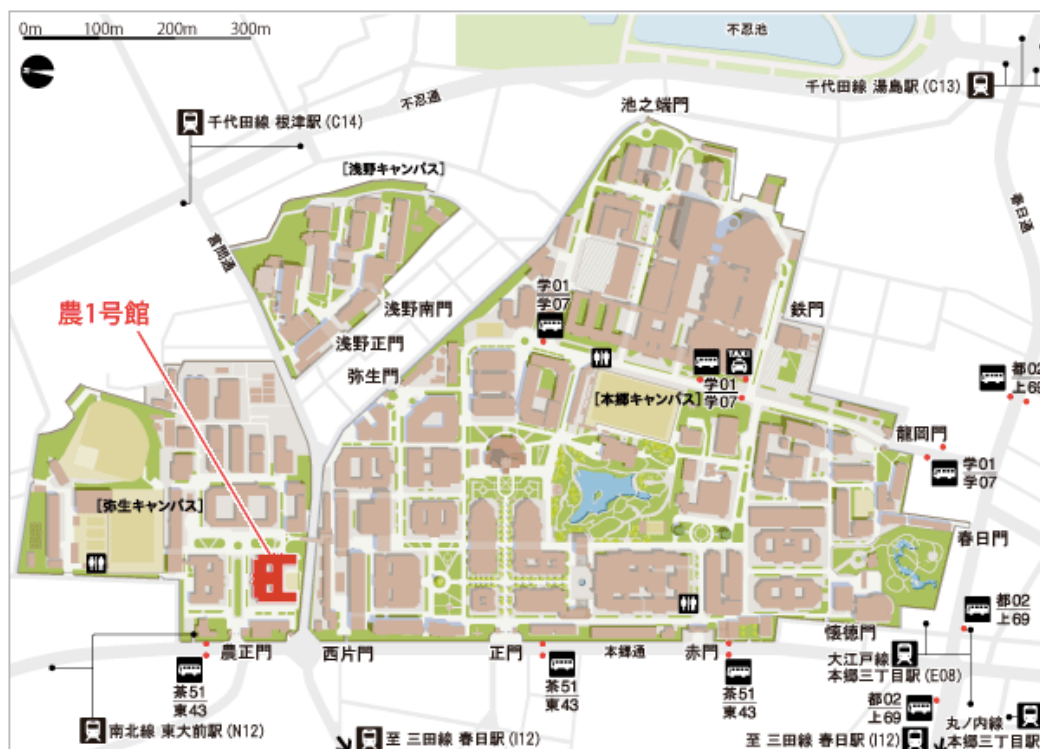 0m 100m 200m 300m
不忍池
千代田線 湯島駅 (C13)
不忍通
池之端門
千代田線 根津駅 (C14)
[浅野キャンパス]
春日通
言問通
農1号館
浅野南門
学01
学07
鉄門
浅野正門
弥生門
TAXI
学01
学07
[本郷キャンパス]
都02
上69
龍岡門
学01
学07
[弥生キャンパス]
春日門
都02
上69
農正門
西片門
正門
本郷通
赤門
懐徳門
大江戸線
本郷三丁目駅 (E08)
茶51
東43
茶51
東43
茶51
東43
都02
上69
南北線 東大前駅 (N12)
至 三田線 春日駅 (I12)
至 三田線 春日駅 (I12)
丸ノ内線
本郷三丁目駅